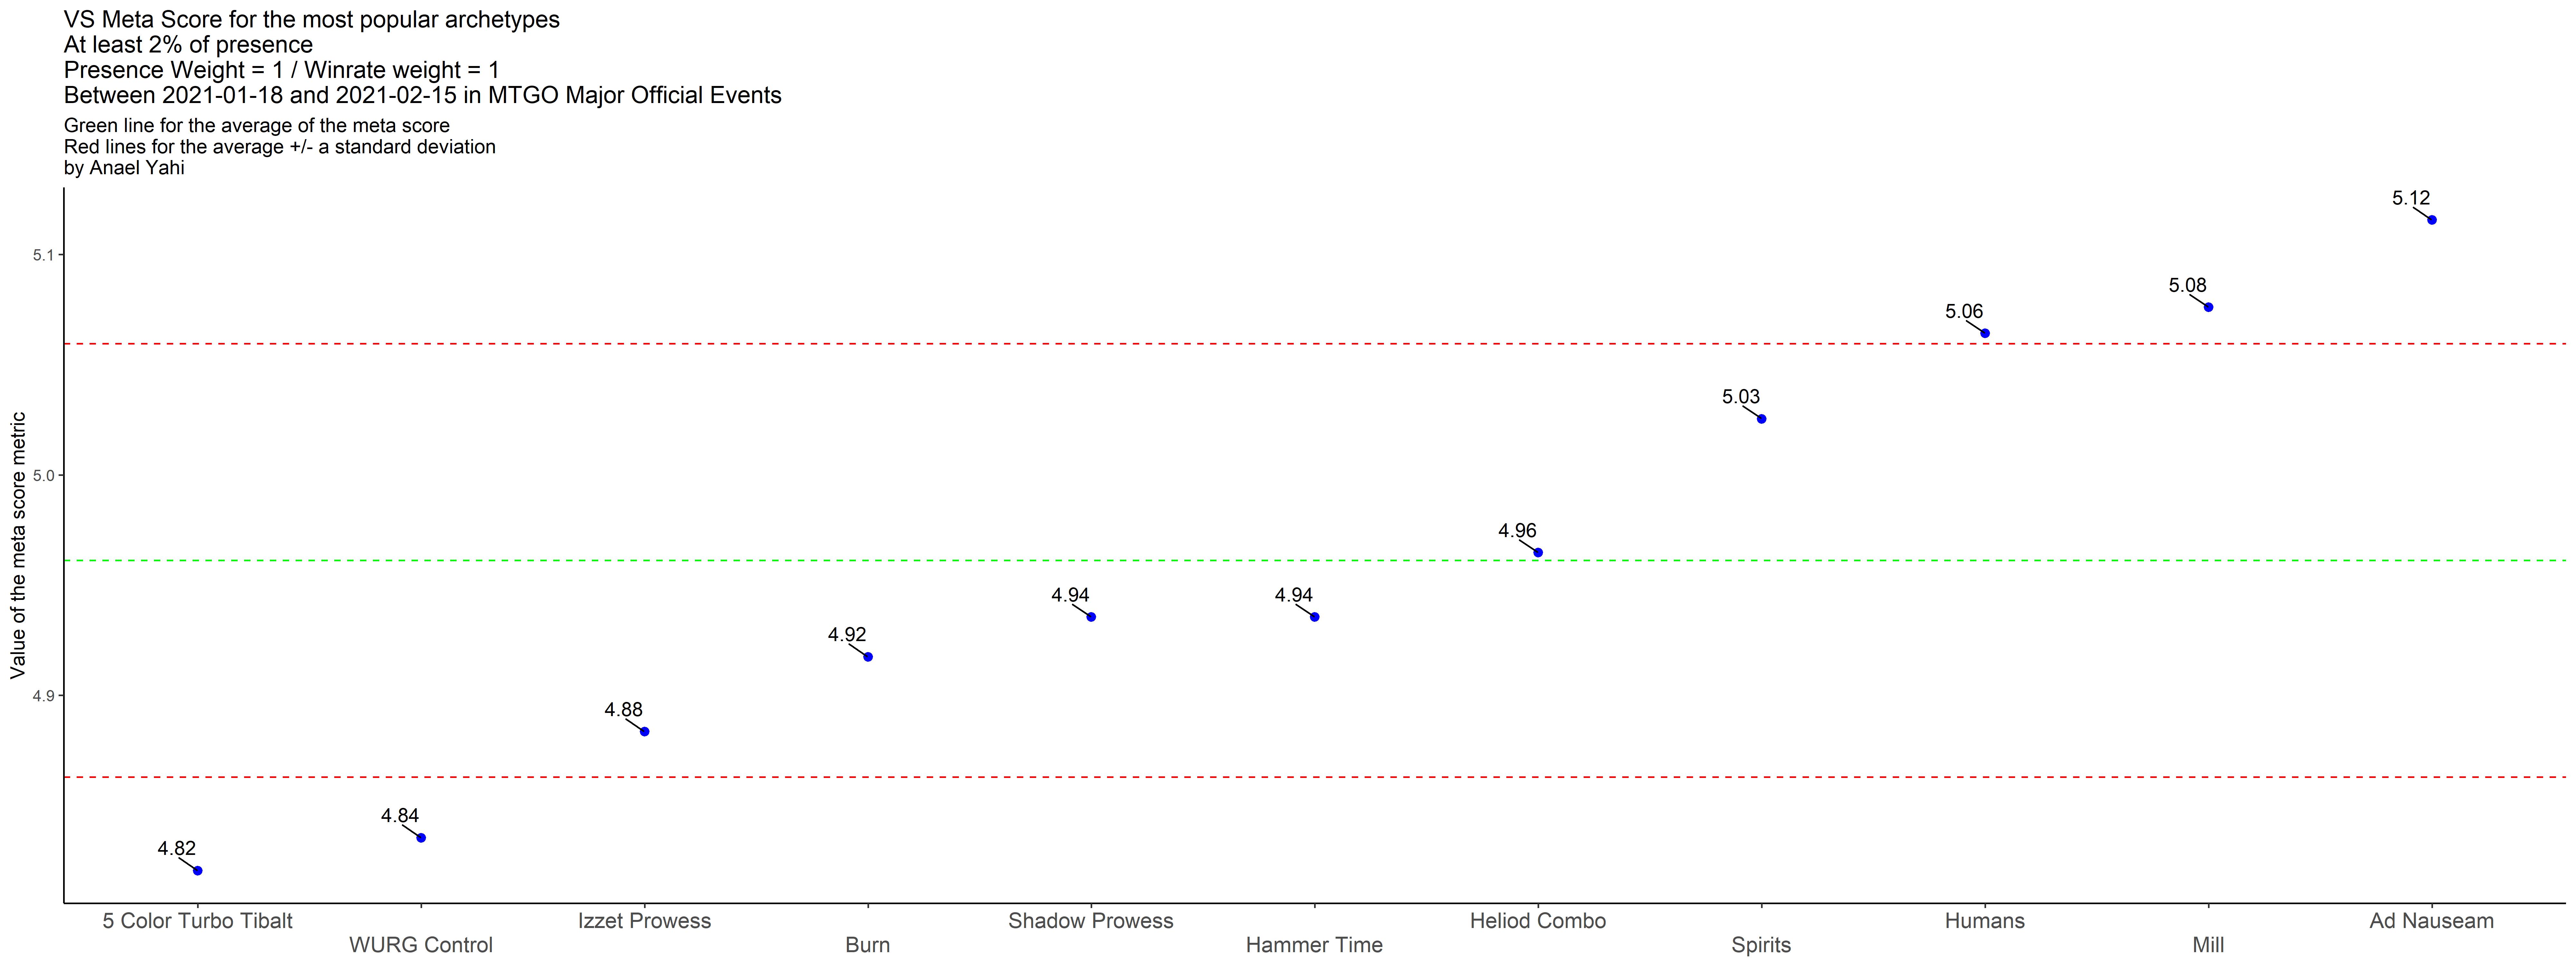 VS Meta Score for the most popular archetypes
At least 2% of presence
Presence Weight = 1 / Winrate weight = 1
Between 2021-01-18 and 2021-02-15 in MTGO Major Official Events
Green line for the average of the meta score
Red lines for the average +/- a standard deviation
by Anael Yahi
Value of the meta score metric
5.1
5.0
4.9
4.82
4.84
4.88
4.92
4.94
4.94
4.96
5.03
5.06
5.08
5.12
5 Color Turbo Tibalt
WURG Control
Izzet Prowess
Burn
Shadow Prowess
Hammer Time
Heliod Combo
Spirits
Humans
Mill
Ad Nauseam